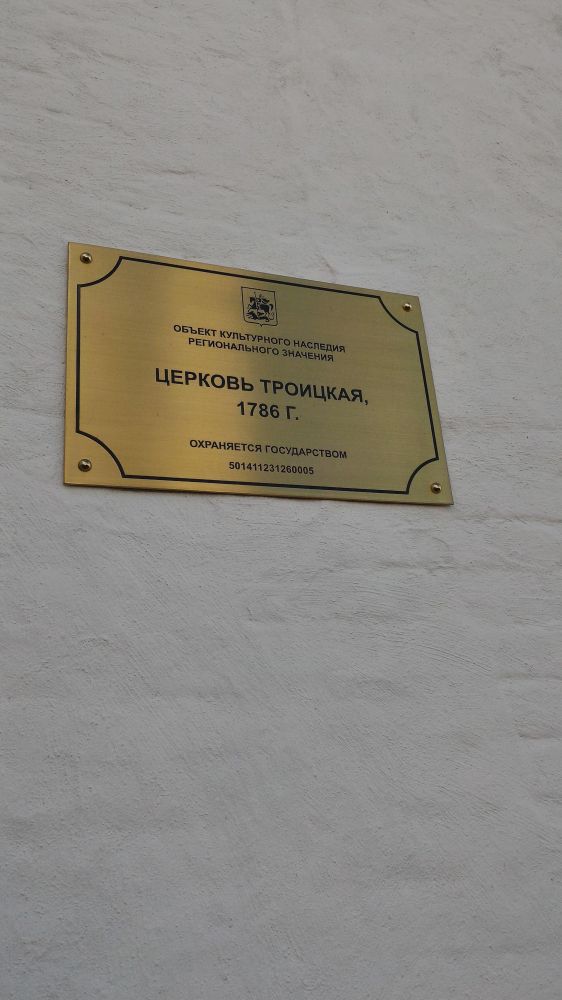 ОБЪЕКТ КУЛЬТУРНОГО НАСЛЕДИЯ
РЕГИОНАЛЬНОГО ЗНАЧЕНИЯ
ЦЕРКОВЬ ТРОИЦКАЯ,
1786 Г.
ОХРАНЯЕТСЯ ГОСУДАРСТВОМ
501411231260005